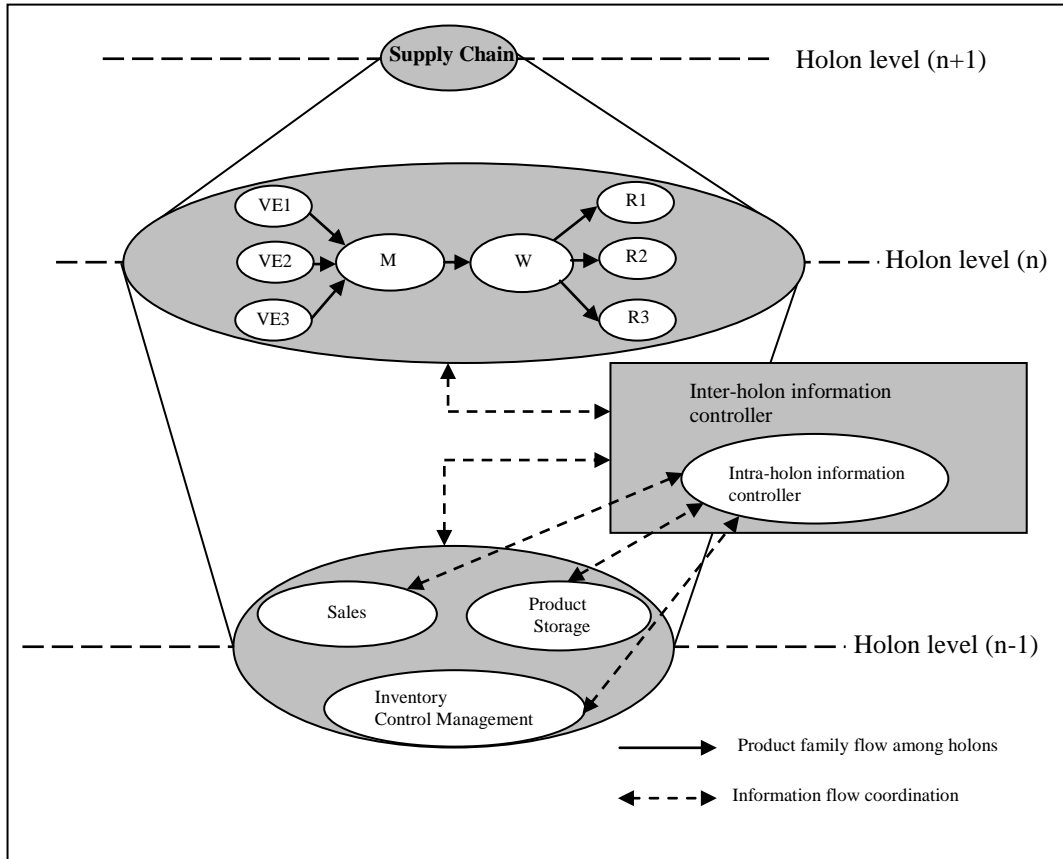 Supply Chain
Holon level (n+1)
VE1
R1
VE2
M
W
R2
Holon level (n)
VE3
R3
Inter-holon information
controller
Intra-holon information
controller
Sales
Product
Storage
Holon level (n-1)
Inventory
Control Management
Product family flow among holons
Information flow coordination